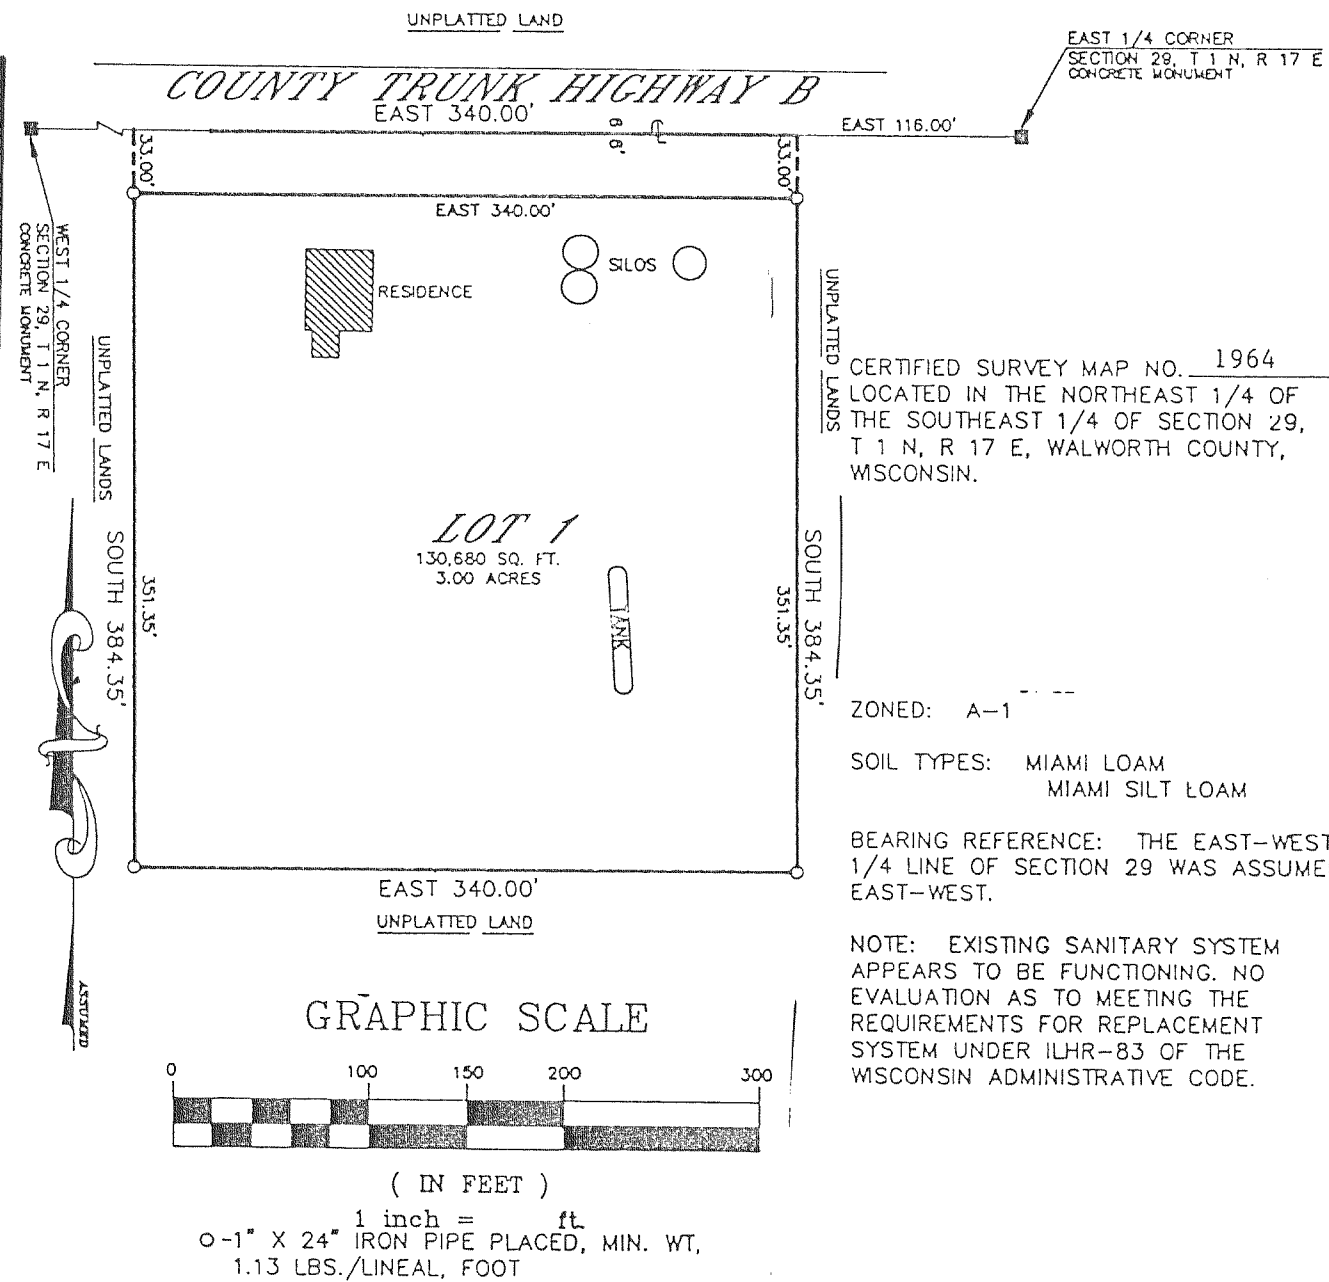 UNPLATTED LAND
EAST 1/4 CORNER
SECTION 29, T 1 N, R 17 E
CONCRETE MONUMENT
COUNTY TRUNK HIGHWAY B
EAST 340.00'
66'
EAST 116.00'
33.00'
33.00'
EAST 340.00'
WEST 1/4 CORNER
SECTION 29, T 1 N, R 17 E
CONCRETE MONUMENT
RESIDENCE
SILOS
UNPLATTED LANDS
UNPLATTED LANDS
CERTIFIED SURVEY MAP NO. 1964
LOCATED IN THE NORTHEAST 1/4 OF
THE SOUTHEAST 1/4 OF SECTION 29,
T 1 N, R 17 E, WALWORTH COUNTY,
WISCONSIN.
LOT 1
130,680 SQ. FT.
3.00 ACRES
SOUTH 384.35'
351.35'
TANK
351.35'
SOUTH 384.35'
ZONED: A-1
SOIL TYPES: MIAMI LOAM
MIAMI SILT LOAM
BEARING REFERENCE: THE EAST-WEST
1/4 LINE OF SECTION 29 WAS ASSUME
EAST-WEST.
EAST 340.00'
UNPLATTED LAND
NOTE: EXISTING SANITARY SYSTEM
APPEARS TO BE FUNCTIONING. NO
EVALUATION AS TO MEETING THE
REQUIREMENTS FOR REPLACEMENT
SYSTEM UNDER ILHR-83 OF THE
WISCONSIN ADMINISTRATIVE CODE.
ASSUMED
GRAPHIC SCALE
0 100 150 200 300
( IN FEET )
1 inch = ft.
O-1" X 24" IRON PIPE PLACED, MIN. WT,
1.13 LBS./LINEAL, FOOT